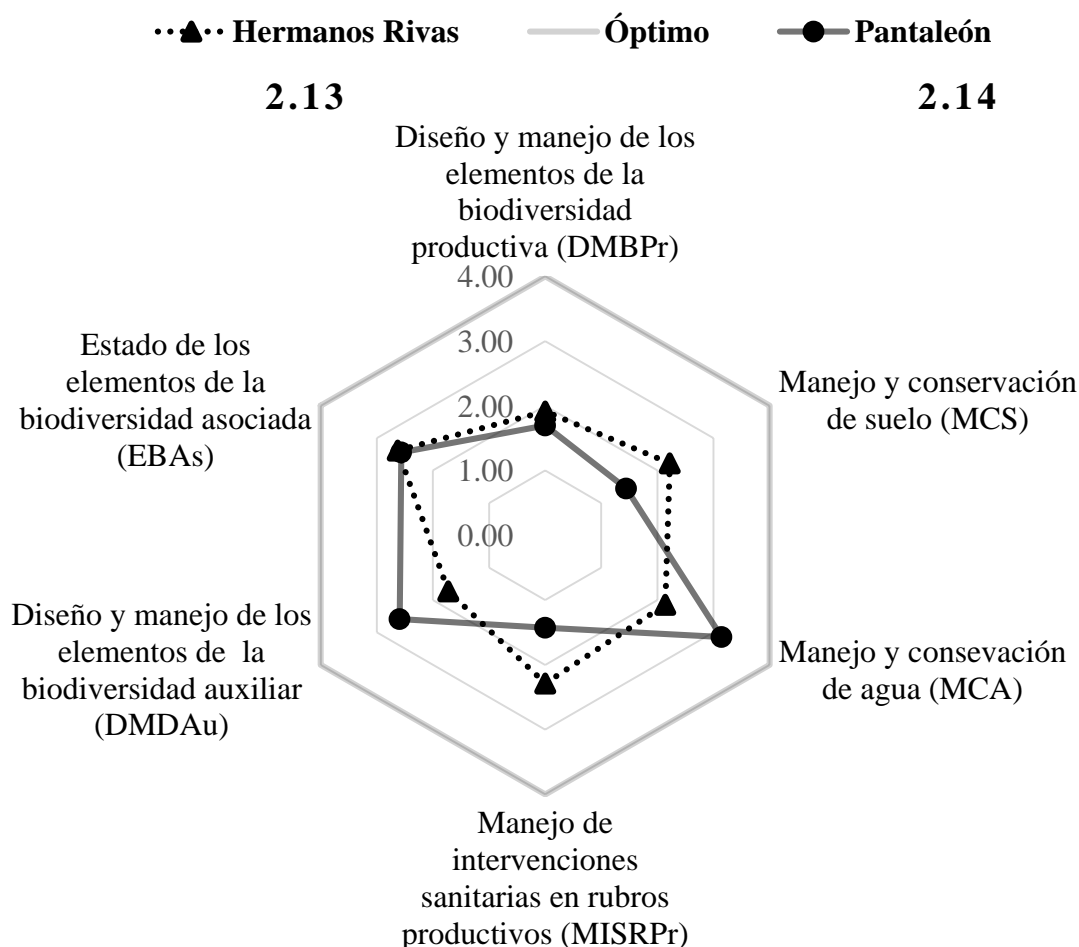 Hermanos Rivas Óptimo Pantaleón
2.13 2.14
Diseño y manejo de los
elementos de la
biodiversidad
productiva (DMBPr)
4.00
3.00
2.00
1.00
0.00
Manejo y conservación
de suelo (MCS)
Manejo y consevación
de agua (MCA)
Manejo de
intervenciones
sanitarias en rubros
productivos (MISRPr)
Diseño y manejo de los
elementos de  la
biodiversidad auxiliar
(DMDAu)
Estado de los
elementos de la
biodiversidad asociada
(EBAs)